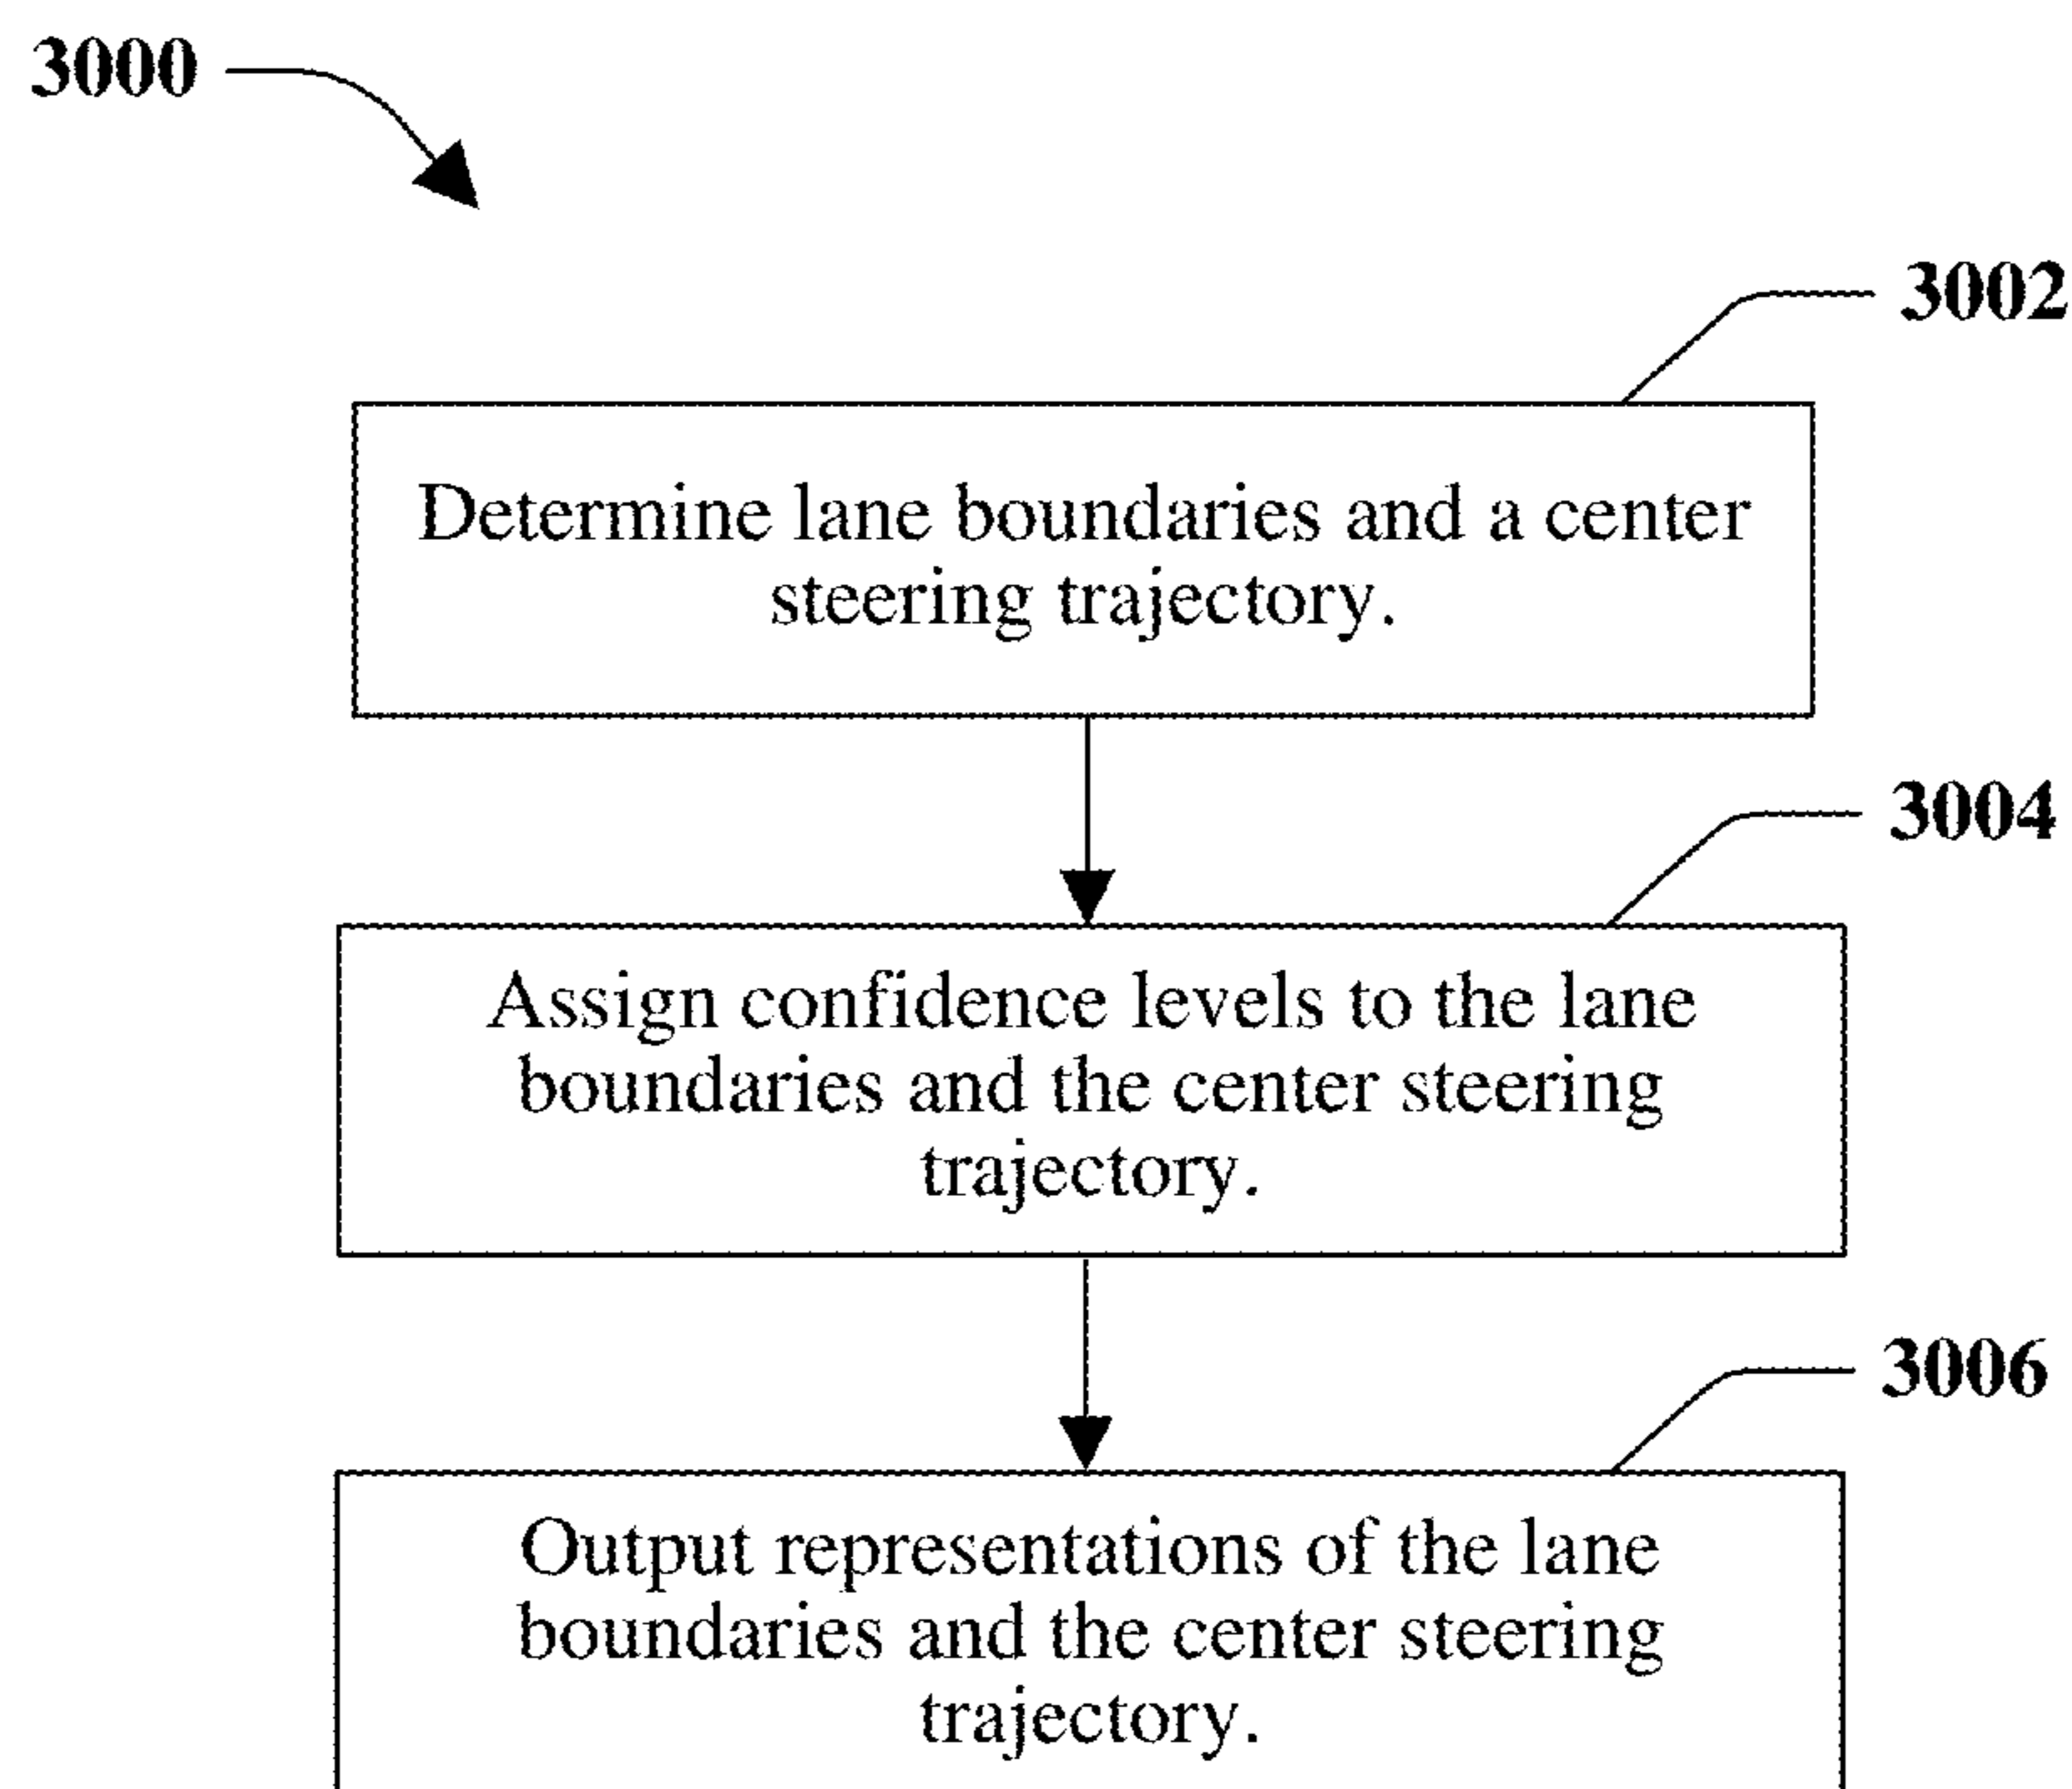 3000
3002
Determine lane boundaries and a center
steering trajectory.
3004
Assign confidence levels to the lane
boundaries and the center steering
trajectory.
3006
Output representations of the lane
boundaries and the center steering
trajectory.